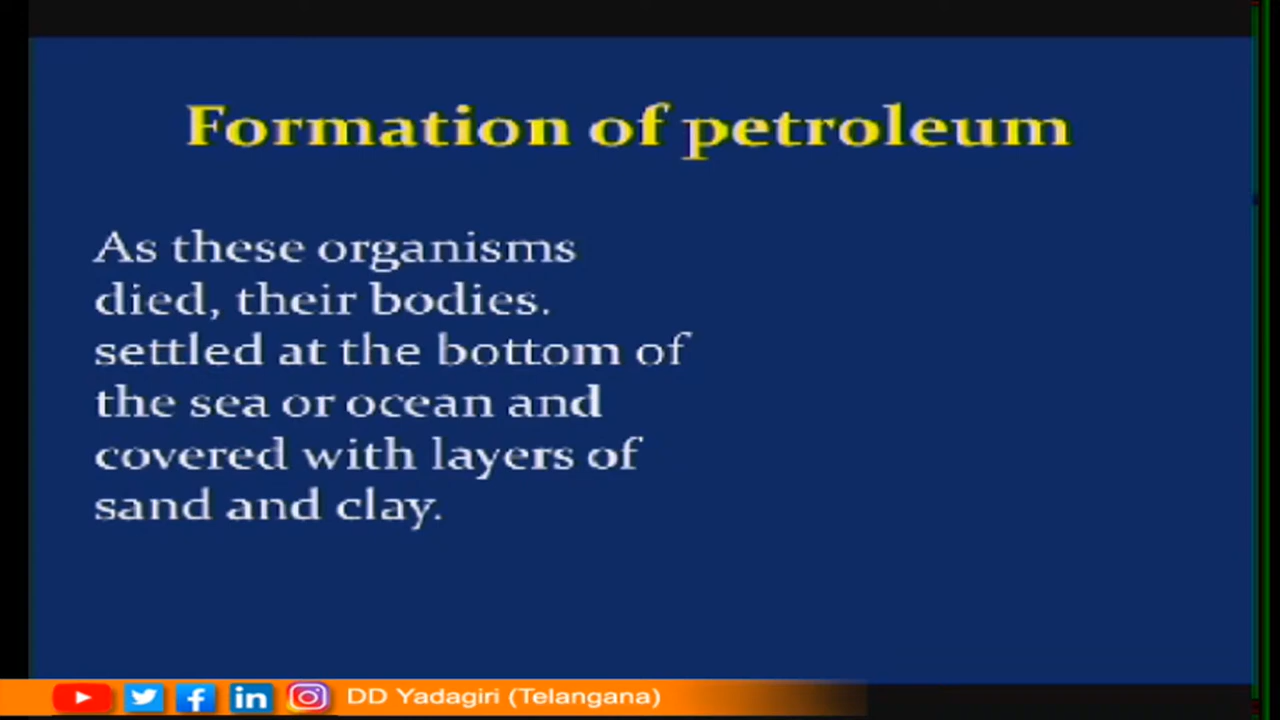 Formation of petroleum
As these organisms
died, their bodies.
settled at the bottom of
the sea or ocean and
covered with layers of
sand and clay.
DD Yadagiri (Telangana)